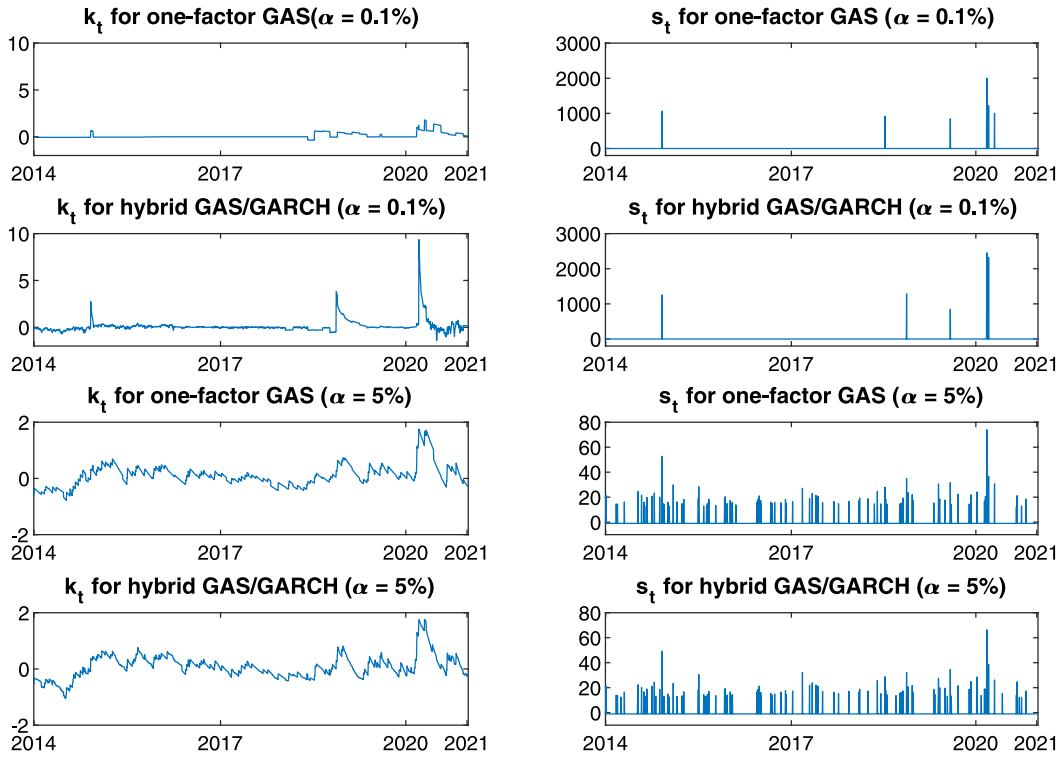 k_t for one-factor GAS(α = 0.1%)
10
5
0
2014 2017 2020 2021
s_t for one-factor GAS (α = 0.1%)
3000
2000
1000
0
2014 2017 2020 2021
k_t for hybrid GAS/GARCH (α = 0.1%)
10
5
0
2014 2017 2020 2021
s_t for hybrid GAS/GARCH (α = 0.1%)
3000
2000
1000
0
2014 2017 2020 2021
k_t for one-factor GAS (α = 5%)
2
0
-2
2014 2017 2020 2021
s_t for one-factor GAS (α = 5%)
80
60
40
20
0
2014 2017 2020 2021
k_t for hybrid GAS/GARCH (α = 5%)
2
0
-2
2014 2017 2020 2021
s_t for hybrid GAS/GARCH (α = 5%)
80
60
40
20
0
2014 2017 2020 2021